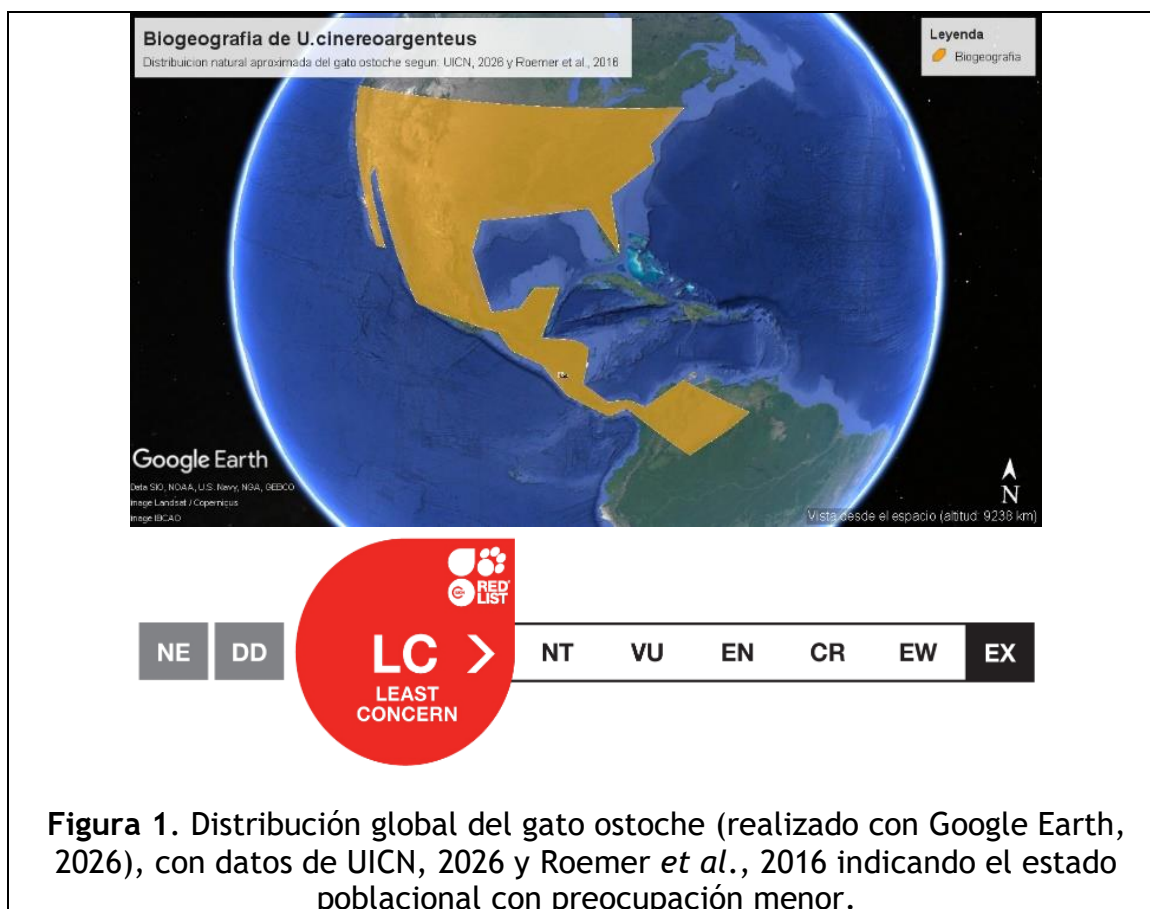 Biogeografia de U.cinereoargenteus
Distribuicion natural aproximada del gato ostoche segun: UICN, 2026 y Roemer et al., 2016
Leyenda
Biogeografia
Google Earth
Data SIO, NOAA, U.S. Navy, NGA, GEBCO
Image Landsat / Copernicus
Image IBCAO
N
Vista desde el espacio (altitud: 9238 km)
RED
LIST
NE DD LC NT VU EN CR EW EX
LEAST
CONCERN
Figura 1. Distribución global del gato ostoche (realizado con Google Earth,
2026), con datos de UICN, 2026 y Roemer et al., 2016 indicando el estado
poblacional con preocupación menor.